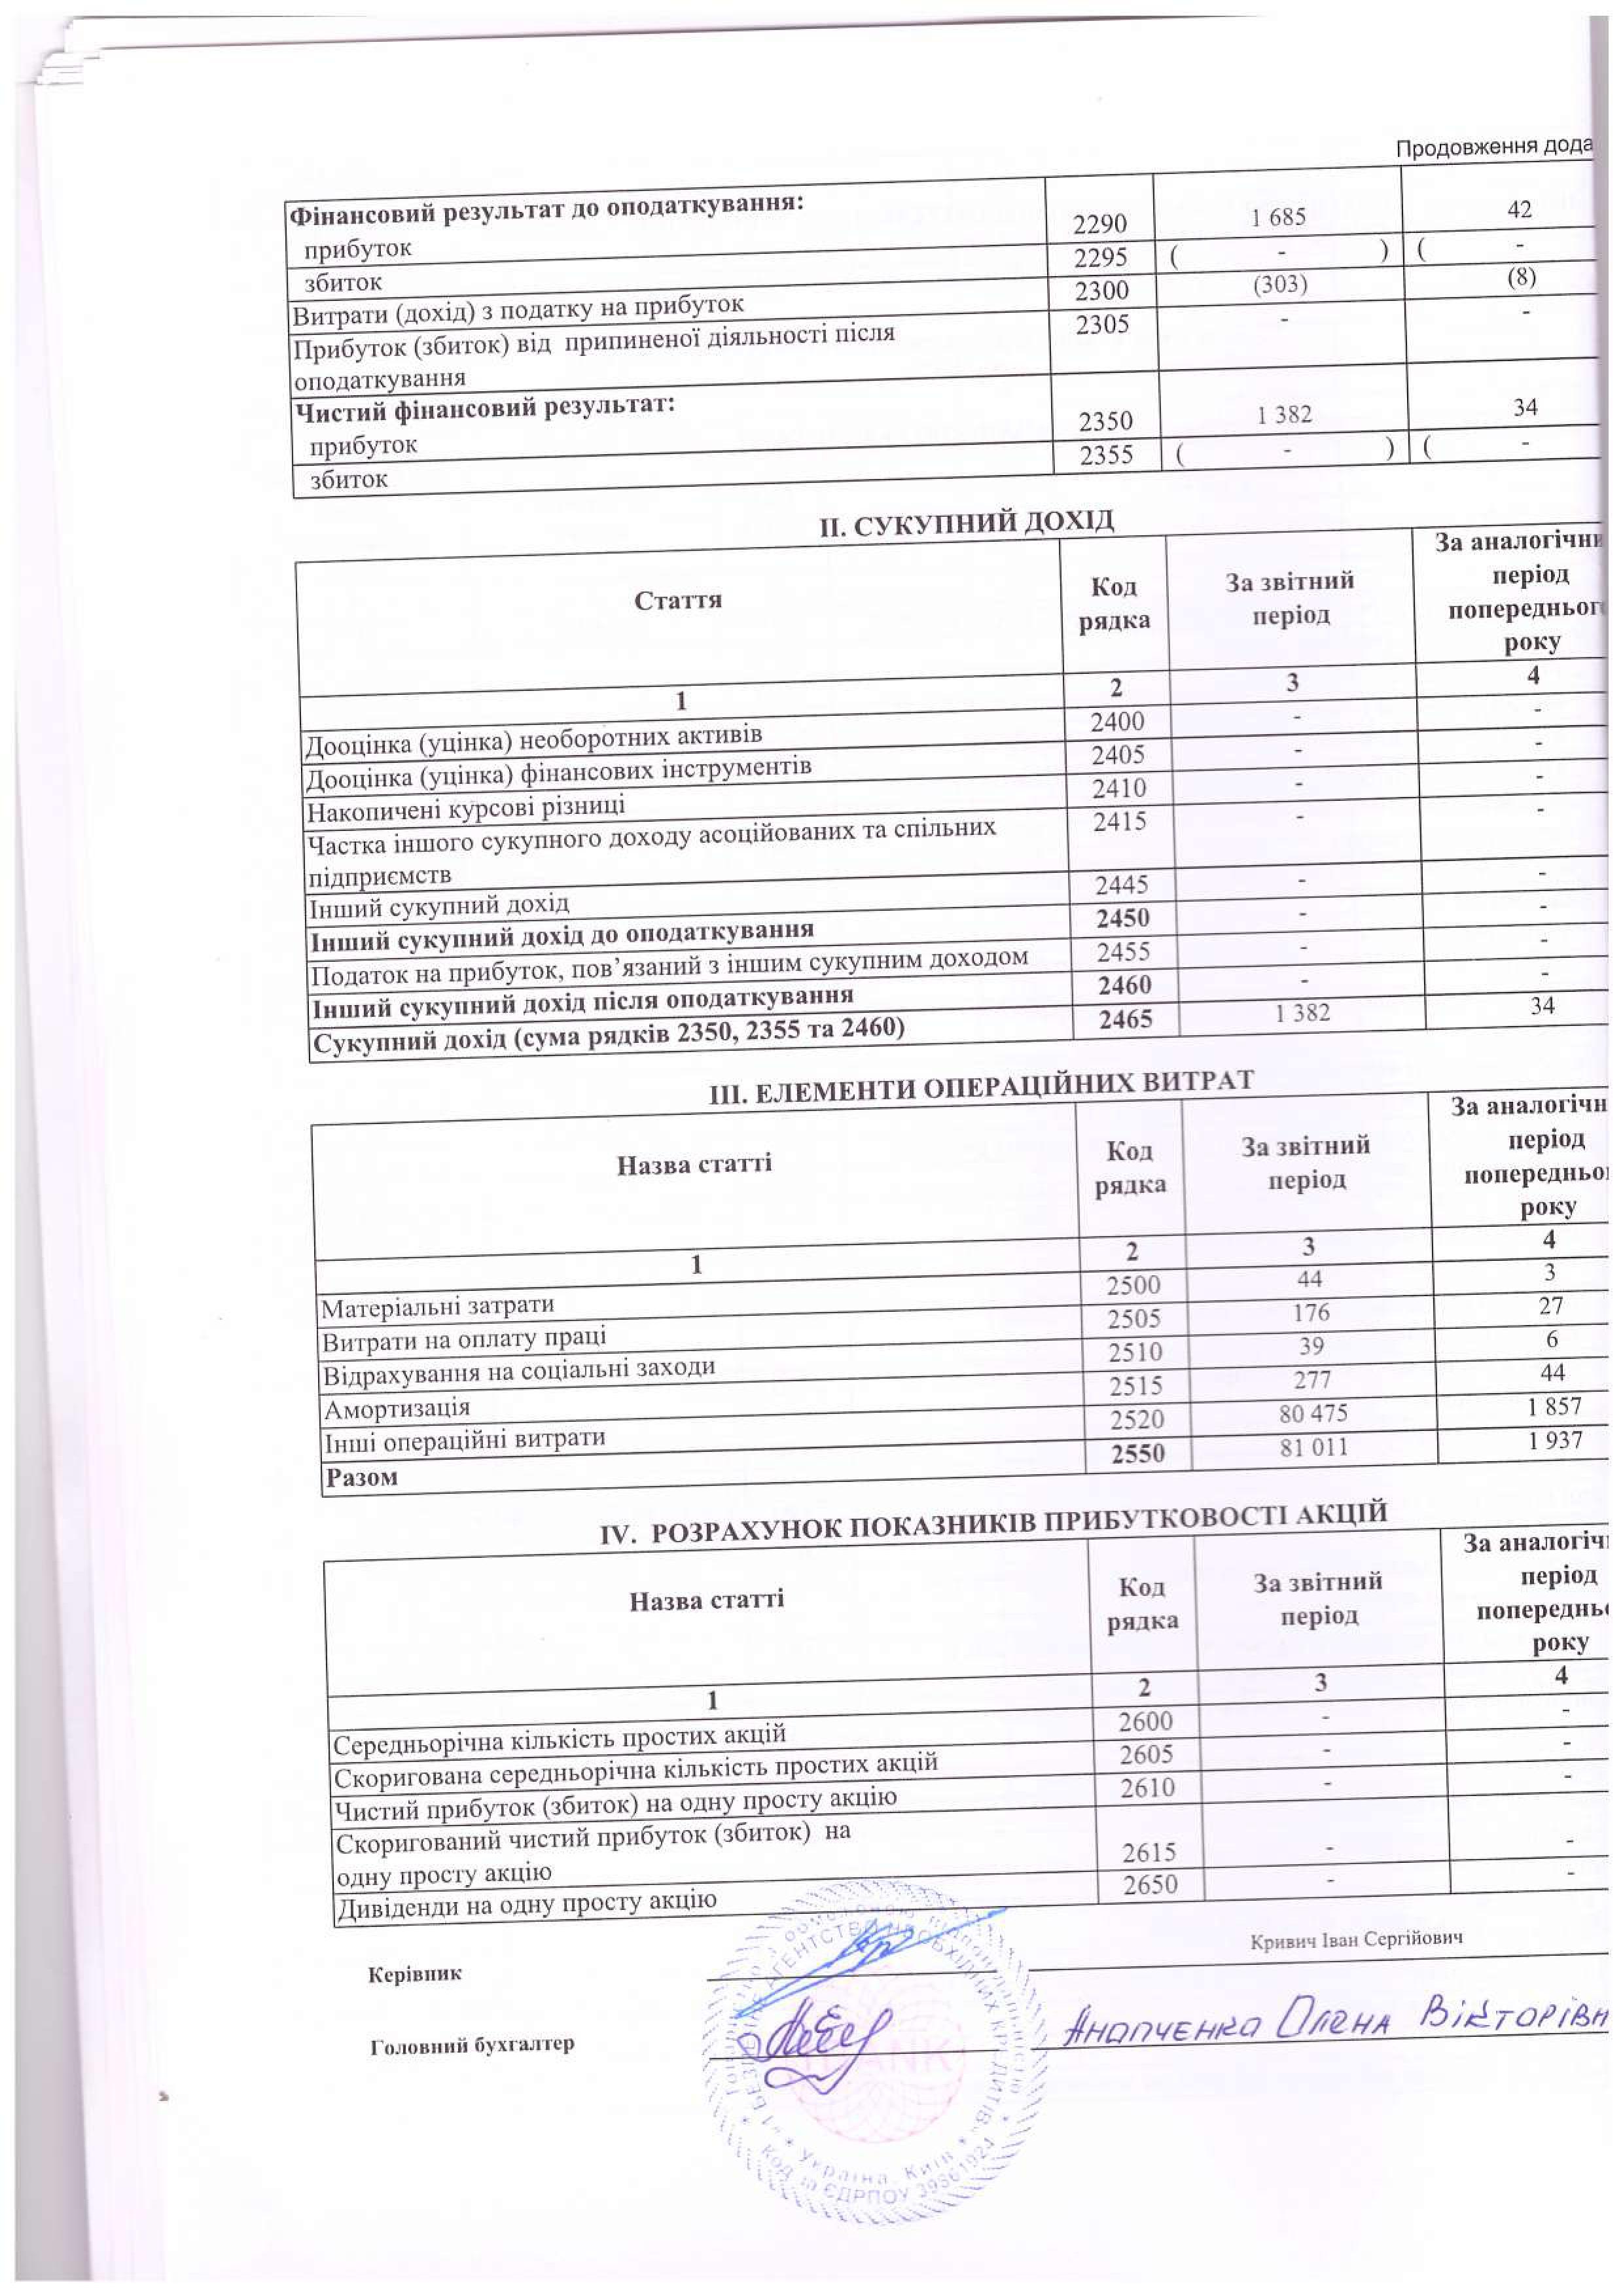 Продовження дода
Фінансовий результат до оподаткування:
прибуток 2290 1 685 42
збиток 2295 ( - ) ( -
Витрати (дохід) з податку на прибуток 2300 (303) (8)
Прибуток (збиток) від припиненої діяльності після 2305 - -
оподаткування
Чистий фінансовий результат:
прибуток 2350 1 382 34
збиток 2355 ( - ) ( -
ІІ. СУКУПНИЙ ДОХІД
Стаття Код За звітний За аналогічни
рядка період період
попередньог
року
1 2 3 4
Дооцінка (уцінка) необоротних активів 2400 - -
Дооцінка (уцінка) фінансових інструментів 2405 - -
Накопичені курсові різниці 2410 - -
Частка іншого сукупного доходу асоційованих та спільних 2415 - -
підприємств
Інший сукупний дохід 2445 - -
Інший сукупний дохід до оподаткування 2450 - -
Податок на прибуток, пов’язаний з іншим сукупним доходом 2455 - -
Інший сукупний дохід після оподаткування 2460 - -
Сукупний дохід (сума рядків 2350, 2355 та 2460) 2465 1 382 34
ІІІ. ЕЛЕМЕНТИ ОПЕРАЦІЙНИХ ВИТРАТ
Назва статті Код За звітний За аналогічн
рядка період період
попередньо
року
1 2 3 4
Матеріальні затрати 2500 44 3
Витрати на оплату праці 2505 176 27
Відрахування на соціальні заходи 2510 39 6
Амортизація 2515 277 44
Інші операційні витрати 2520 80 475 1 857
Разом 2550 81 011 1 937
ІV. РОЗРАХУНОК ПОКАЗНИКІВ ПРИБУТКОВОСТІ АКЦІЙ
Назва статті Код За звітний За аналогіч
рядка період період
попереднь
року
1 2 3 4
Середньорічна кількість простих акцій 2600 - -
Скоригована середньорічна кількість простих акцій 2605 - -
Чистий прибуток (збиток) на одну просту акцію 2610 - -
Скоригований чистий прибуток (збиток) на
одну просту акцію 2615 - -
Дивіденди на одну просту акцію 2650 - -
Керівник Кривич Іван Сергійович
Головний бухгалтер Олена Вікторівн
Україна, Київ
Код ЄДРПОУ 39861924